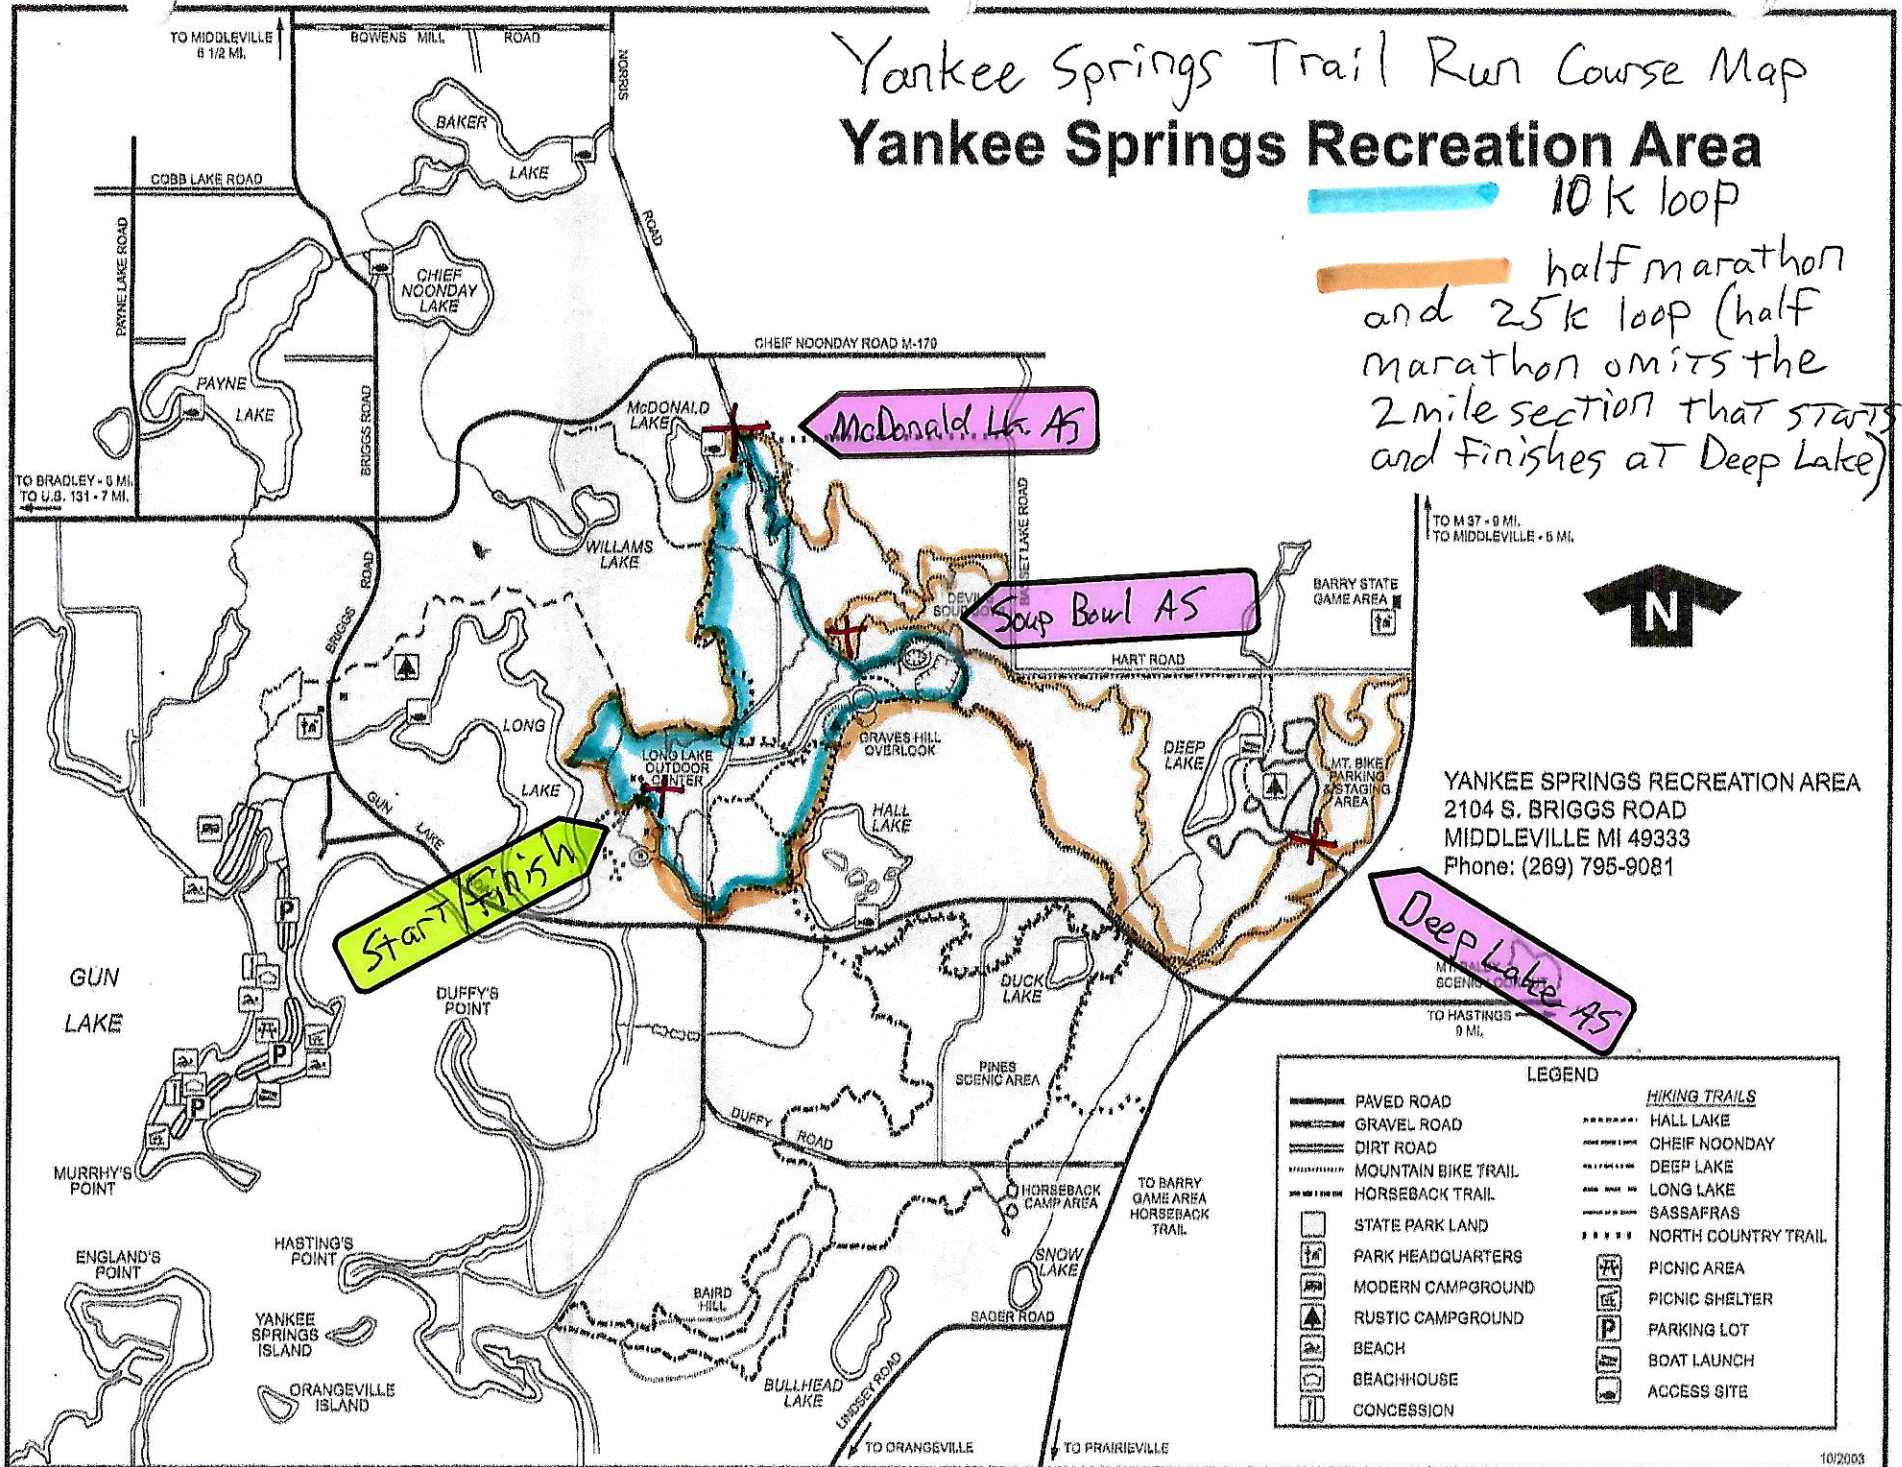 Yankee Springs Trail Run Course Map
Yankee Springs Recreation Area
10K loop
half marathon
and 25K loop (half
marathon omits the
2 mile section that starts
and finishes at Deep Lake)
TO MIDDLEVILLE
6 1/2 MI.
BOWENS MILL ROAD
NORRIS
ROAD
BAKER
LAKE
COBB LAKE ROAD
PAYNE LAKE ROAD
CHIEF
NOONDAY
LAKE
PAYNE
LAKE
BRIGGS ROAD
CHEIF NOONDAY ROAD M-179
McDONALD
LAKE
McDonald Lk. AS
TO BRADLEY - 6 MI.
TO U.S. 131 - 7 MI.
WILLAMS
LAKE
BASSET LAKE ROAD
TO M 37 - 9 MI.
TO MIDDLEVILLE - 6 MI.
BARRY STATE
GAME AREA
N
BRIGGS
ROAD
DEVIL'S
SOUP BOWL
Soup Bowl AS
HART ROAD
LONG
LAKE
LONG LAKE
OUTDOOR
CENTER
GRAVES HILL
OVERLOOK
DEEP
LAKE
MT. BIKE
PARKING
& STAGING
AREA
HALL
LAKE
GUN
LAKE
YANKEE SPRINGS RECREATION AREA
2104 S. BRIGGS ROAD
MIDDLEVILLE MI 49333
Phone: (269) 795-9081
Start/Finish
Deep Lake AS
P
GUN
LAKE
DUFFY'S
POINT
DUCK
LAKE
TO HASTINGS
9 MI.
P
P
PINES
SCENIC AREA
DUFFY
ROAD
MURRHY'S
POINT
HORSEBACK
CAMP AREA
TO BARRY
GAME AREA
HORSEBACK
TRAIL
ENGLAND'S
POINT
HASTING'S
POINT
SNOW
LAKE
BAIRD
HILL
YANKEE
SPRINGS
ISLAND
SAGER ROAD
ORANGEVILLE
ISLAND
BULLHEAD
LAKE
LINDSEY ROAD
TO ORANGEVILLE
TO PRAIRIEVILLE
LEGEND
PAVED ROAD
GRAVEL ROAD
DIRT ROAD
MOUNTAIN BIKE TRAIL
HORSEBACK TRAIL
STATE PARK LAND
PARK HEADQUARTERS
MODERN CAMPGROUND
RUSTIC CAMPGROUND
BEACH
BEACHHOUSE
CONCESSION
HIKING TRAILS
HALL LAKE
CHEIF NOONDAY
DEEP LAKE
LONG LAKE
SASSAFRAS
NORTH COUNTRY TRAIL
PICNIC AREA
PICNIC SHELTER
P
PARKING LOT
BOAT LAUNCH
ACCESS SITE
10/2003